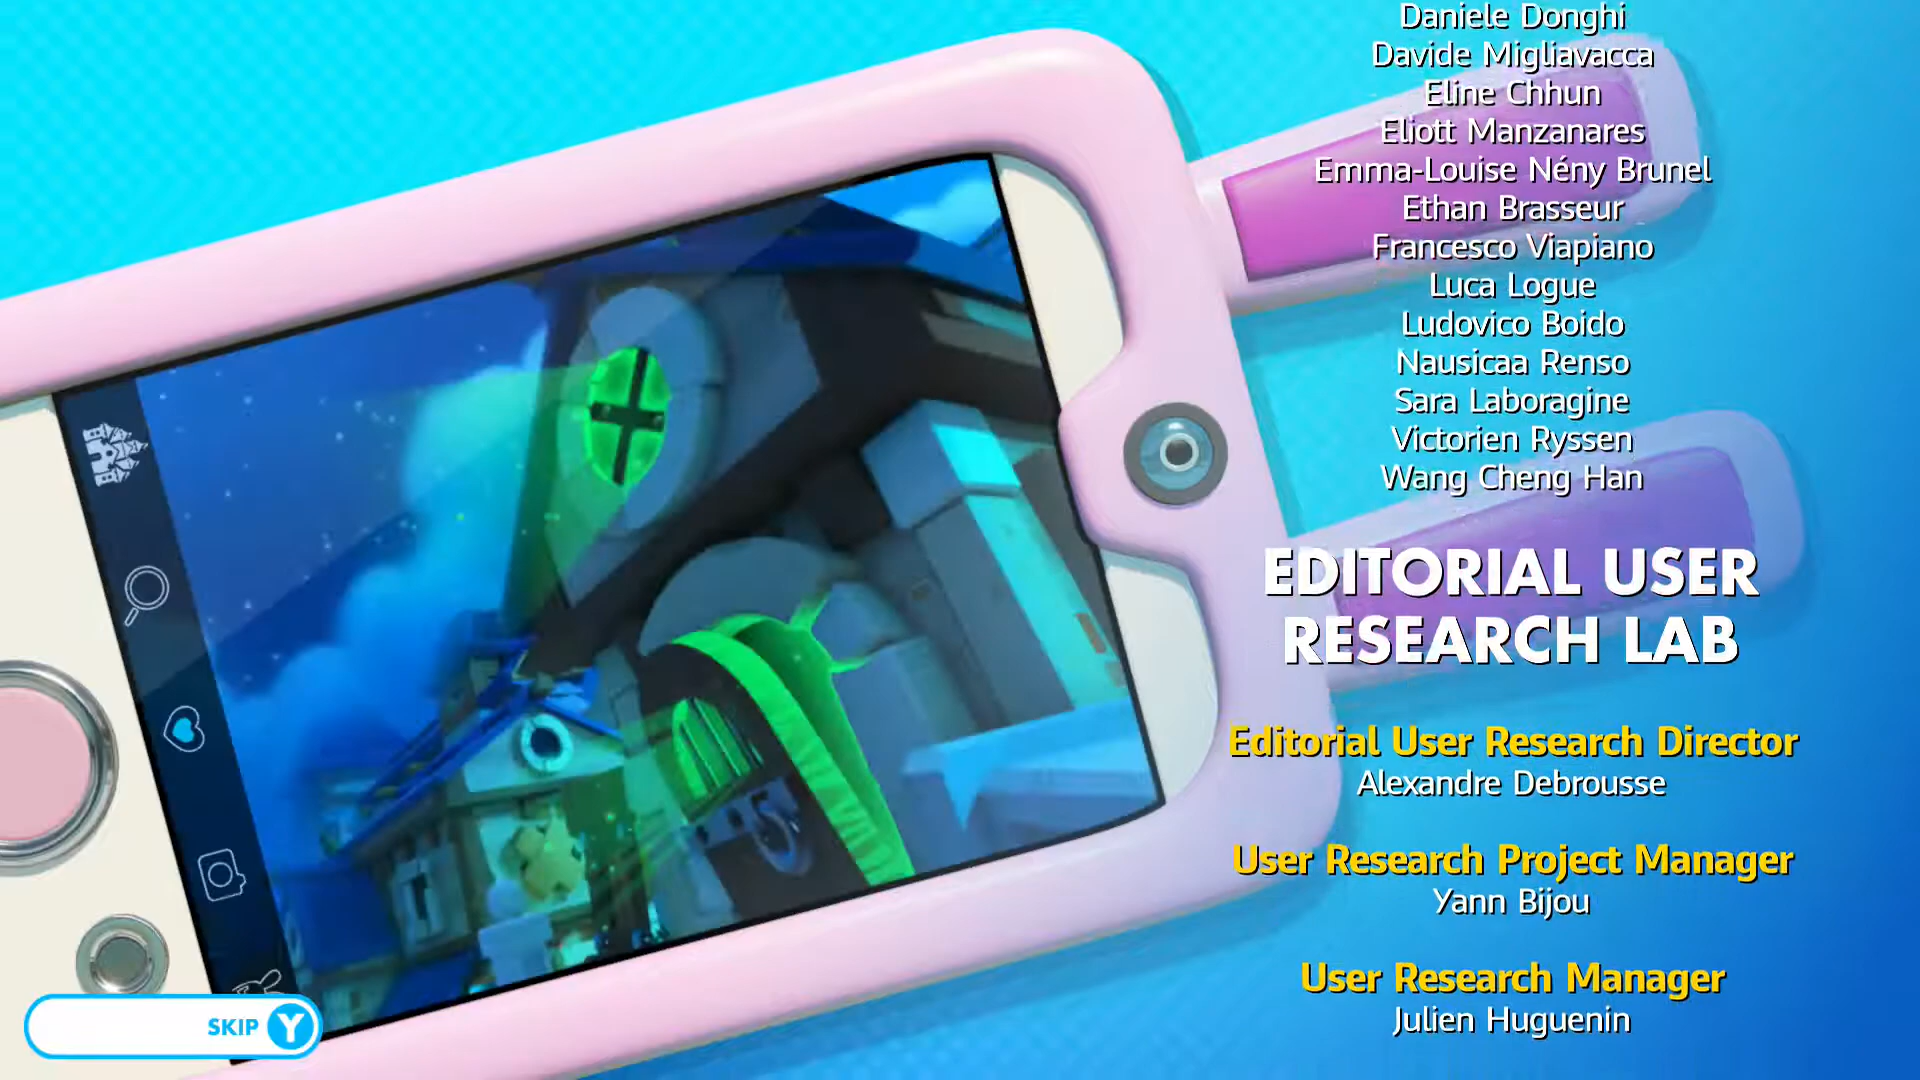 Daniele Donghi
Davide Migliavacca
Eline Chhun
Eliott Manzanares
Emma-Louise Nény Brunel
Ethan Brasseur
Francesco Viapiano
Luca Logue
Ludovico Boido
Nausicaa Renso
Sara Laboragine
Victorien Ryssen
Wang Cheng Han
EDITORIAL USER
RESEARCH LAB
Editorial User Research Director
Alexandre Debrousse
User Research Project Manager
Yann Bijou
User Research Manager
Julien Huguenin
SKIP Y